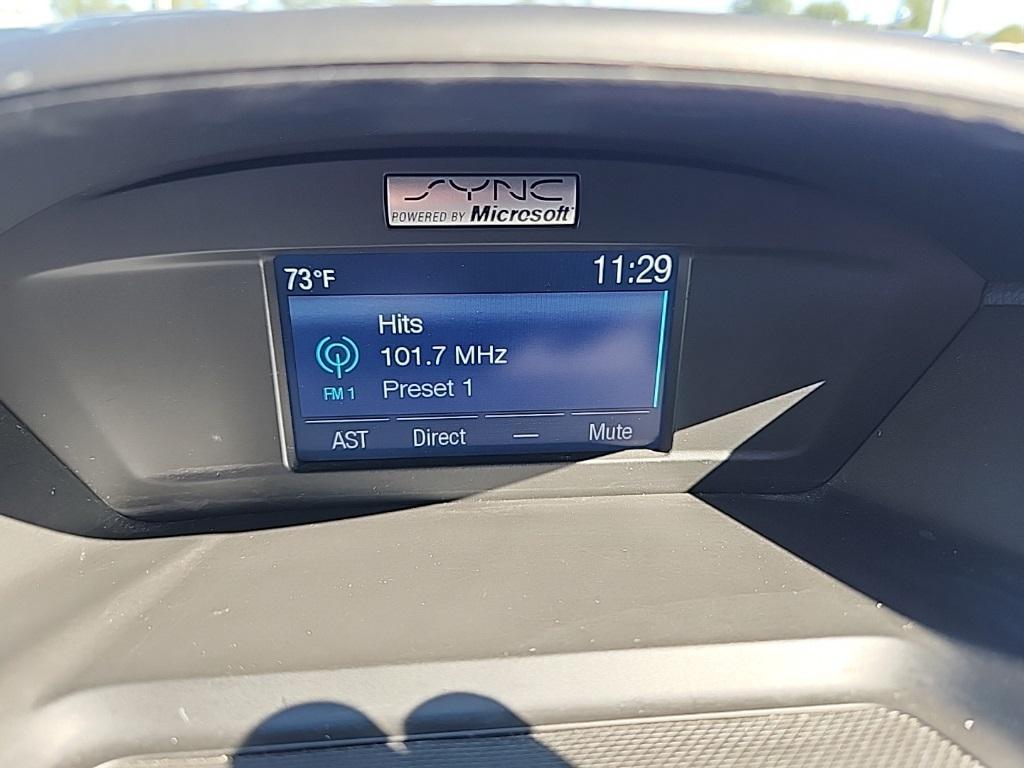 SYNC
POWERED BY Microsoft
73°F 11:29
Hits
101.7 MHz
FM 1 Preset 1
AST Direct — Mute